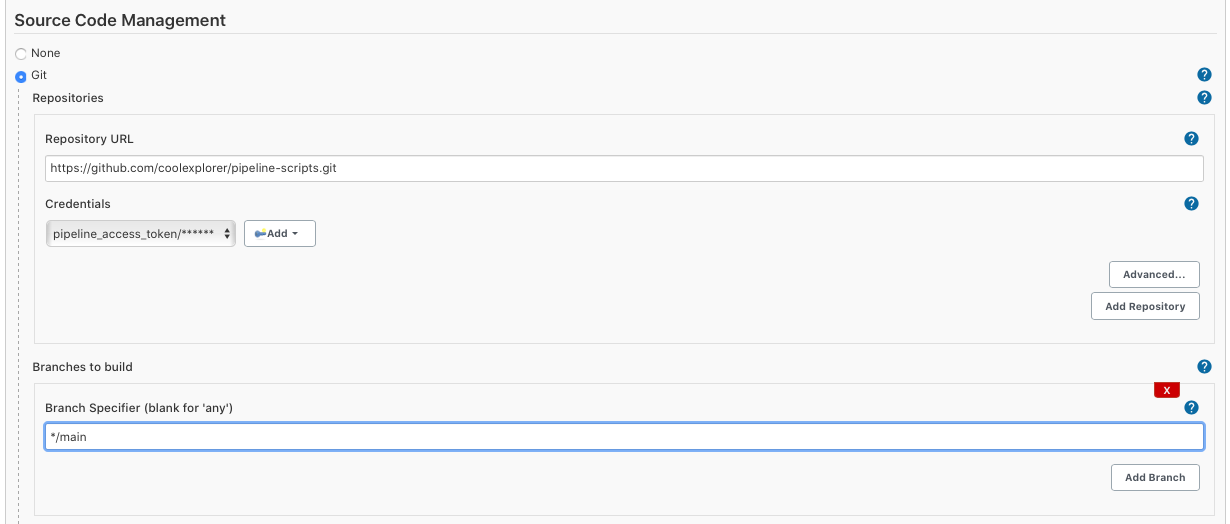 Source Code Management
None
Git
?
Repositories
?
Repository URL
?
https://github.com/coolexplorer/pipeline-scripts.git
Credentials
?
pipeline_access_token/******
Add
Advanced...
Add Repository
Branches to build
?
X
Branch Specifier (blank for 'any')
?
*/main
Add Branch